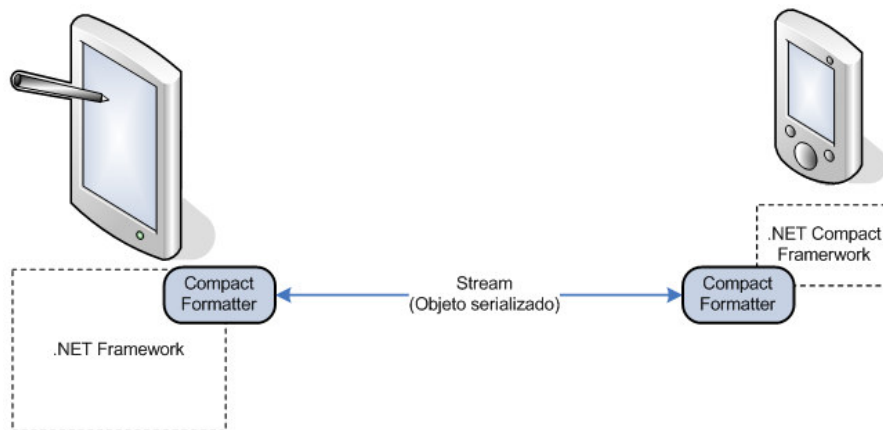 .NET Compact
Framerwork
Compact
Formatter
Stream
(Objeto serializado)
Compact
Formatter
.NET Framework